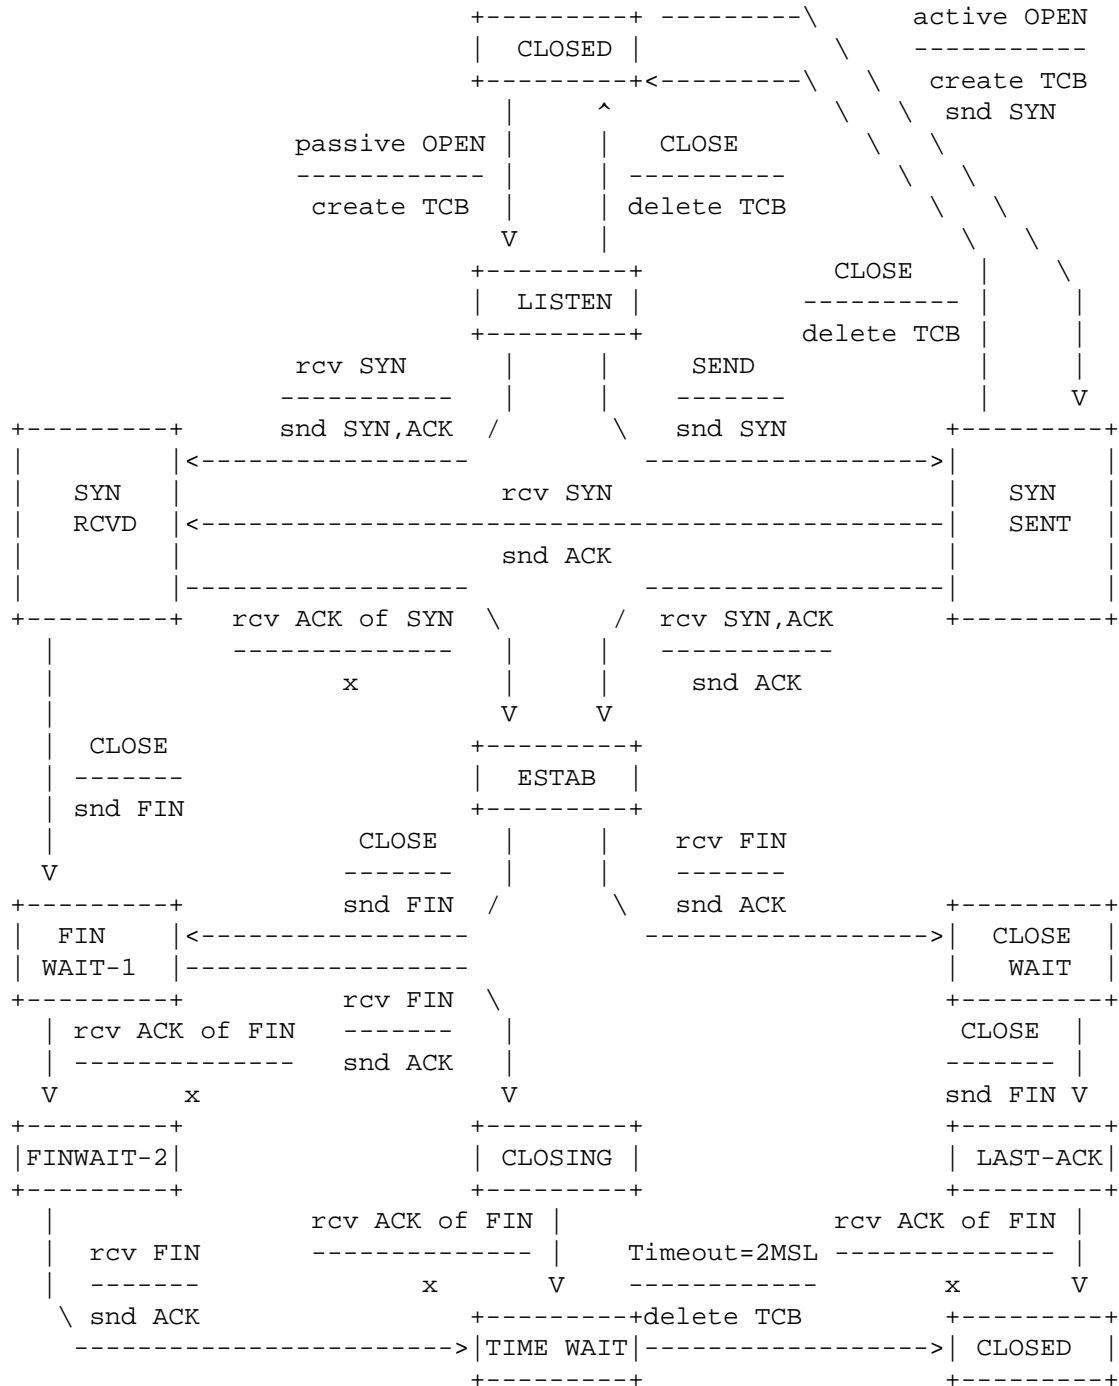 +---------+ ---------\      active OPEN
|  CLOSED |            \    -----------
+---------+<---------\   \   create TCB
  |     ^              \   \  snd SYN
passive OPEN |     |   CLOSE        \   \
------------ |     | ----------       \   \
create TCB  |     | delete TCB         \   \
V     |                      \   \
+---------+            CLOSE    |    \
|  LISTEN |          ---------- |     |
+---------+          delete TCB |     |
rcv SYN      |     |     SEND              |     |
-----------   |     |    -------            |     V
+---------+      snd SYN,ACK  /       \   snd SYN          +---------+
|         |<-----------------           ------------------>|         |
|   SYN   |                    rcv SYN                     |   SYN   |
|   RCVD  |<-----------------------------------------------|   SENT  |
|         |                    snd ACK                     |         |
|         |------------------           -------------------|         |
+---------+   rcv ACK of SYN  \       /  rcv SYN,ACK       +---------+
|           --------------   |     |   -----------
|                  x         |     |     snd ACK
|                            V     V
|  CLOSE                   +---------+
| -------                  |  ESTAB  |
| snd FIN                  +---------+
|                   CLOSE    |     |    rcv FIN
V                  -------   |     |    -------
+---------+          snd FIN  /       \   snd ACK          +---------+
|  FIN    |<-----------------           ------------------>|  CLOSE  |
| WAIT-1  |------------------                              |   WAIT  |
+---------+          rcv FIN  \                            +---------+
| rcv ACK of FIN   -------   |                            CLOSE  |
| --------------   snd ACK   |                           ------- |
V        x                   V                           snd FIN V
+---------+                  +---------+                   +---------+
|FINWAIT-2|                  | CLOSING |                   | LAST-ACK|
+---------+                  +---------+                   +---------+
|                rcv ACK of FIN |                 rcv ACK of FIN |
|  rcv FIN       -------------- |    Timeout=2MSL -------------- |
| -------              x       V    ------------        x       V
\ snd ACK                 +---------+delete TCB         +---------+
------------------------>|TIME WAIT|------------------>| CLOSED  |
+---------+                   +---------+